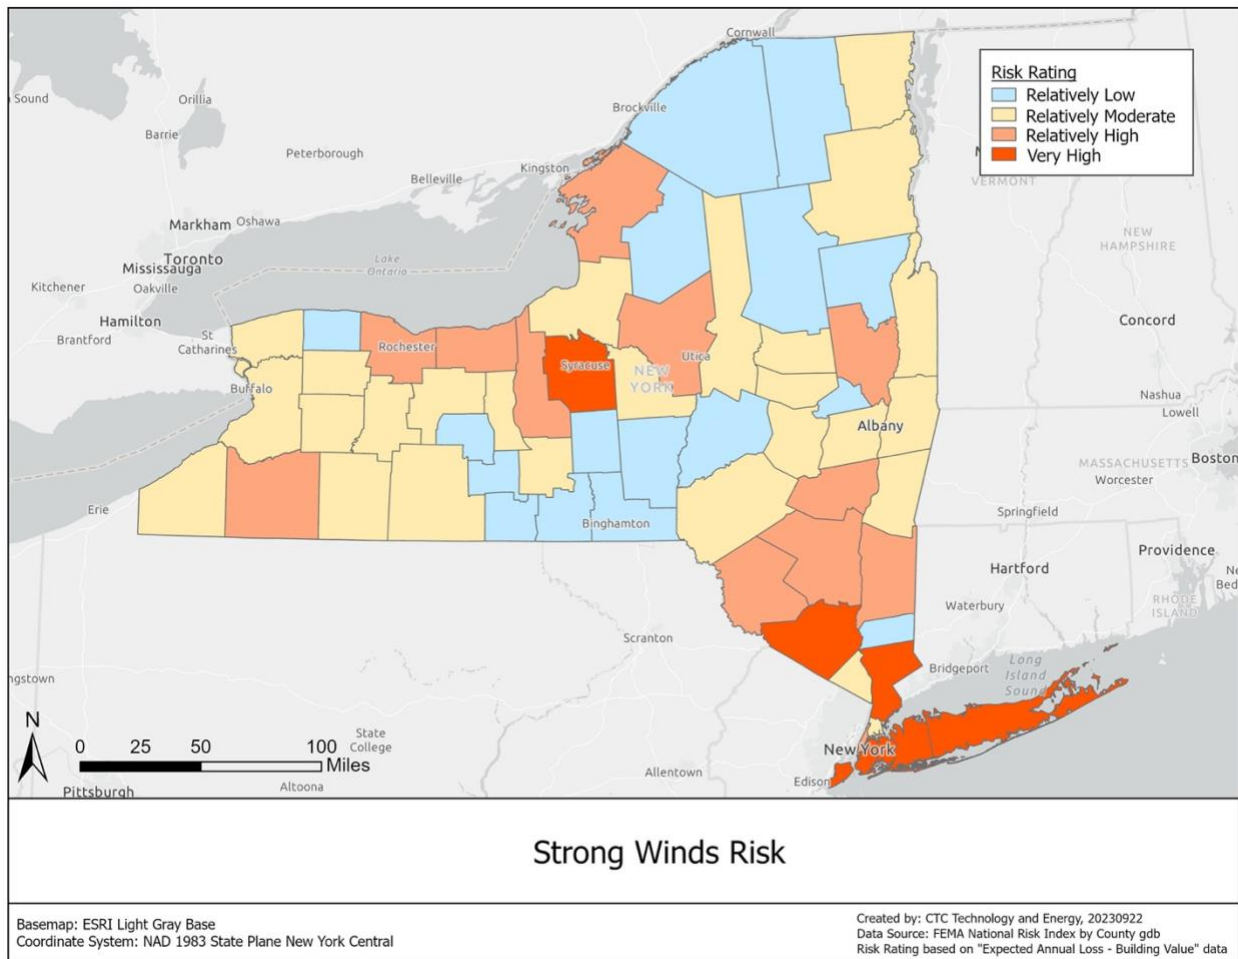 Cornwall
Risk Rating
Relatively Low
Relatively Moderate
Relatively High
Very High
Sound
Orillia
Brockville
Barrie
Peterborough
Kingston
Belleville
VERMONT
Markham
Oshawa
NEW
HAMPSHIRE
Toronto
Mississauga
Lake
Ontario
Kitchener
Oakville
Hamilton
St
Catharines
Brantford
Concord
Rochester
Syracuse
Utica
NEW
YORK
Buffalo
Nashua
Lowell
Albany
MASSACHUSETTS
Boston
Worcester
Erie
Springfield
Binghamton
Providence
Hartford
Ne
Bed
Waterbury
RHODE
ISLAND
Scranton
Long
Island
Sound
Bridgeport
ngstown
N
State
College
0 25 50 100
Miles
New York
Allentown
Edison
Altoona
Pittsburgh
Strong Winds Risk
Basemap: ESRI Light Gray Base
Coordinate System: NAD 1983 State Plane New York Central
Created by: CTC Technology and Energy, 20230922
Data Source: FEMA National Risk Index by County gdb
Risk Rating based on "Expected Annual Loss - Building Value" data